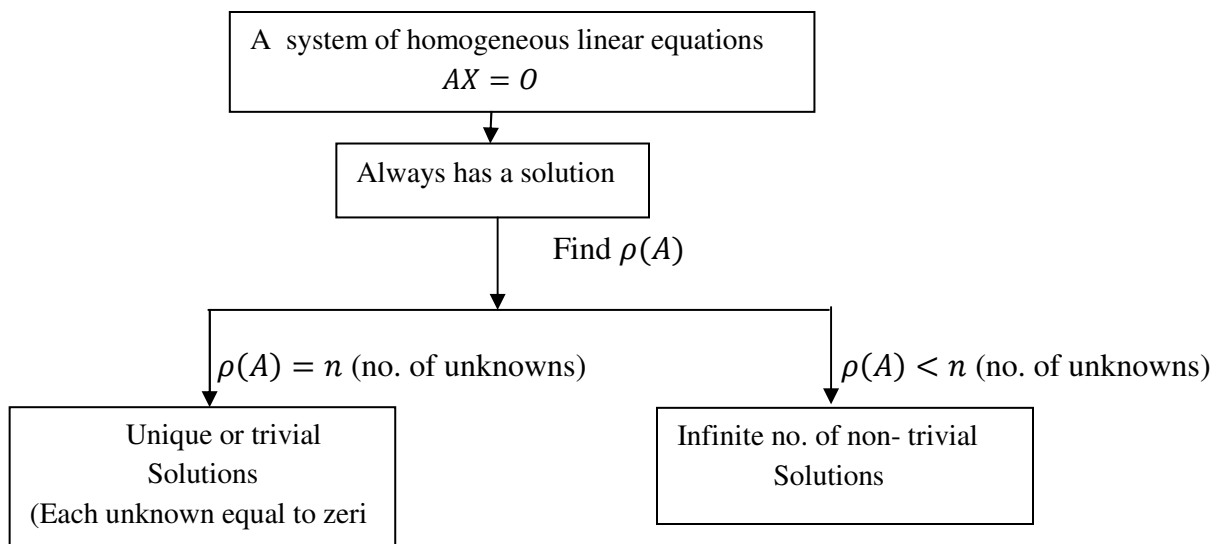 A system of homogeneous linear equations
AX = O
Always has a solution
Find ρ(A)
ρ(A) = n (no. of unknowns)
ρ(A) < n (no. of unknowns)
Unique or trivial
Solutions
(Each unknown equal to zeri
Infinite no. of non- trivial
Solutions